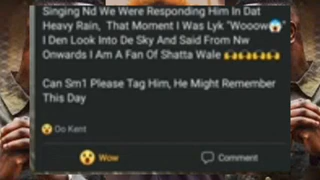 Singing Nd We Were Responding Him In Dat
Heavy Rain, That Moment I Was Lyk "Wooow😱
I Den Look Into De Sky And Said From Nw
Onwards I Am A Fan Of Shatta Wale 🙌🙌🙌🙌
Can Sm1 Please Tag Him, He Might Remember
This Day
😮 Oo Kent
😮 Wow
Comment